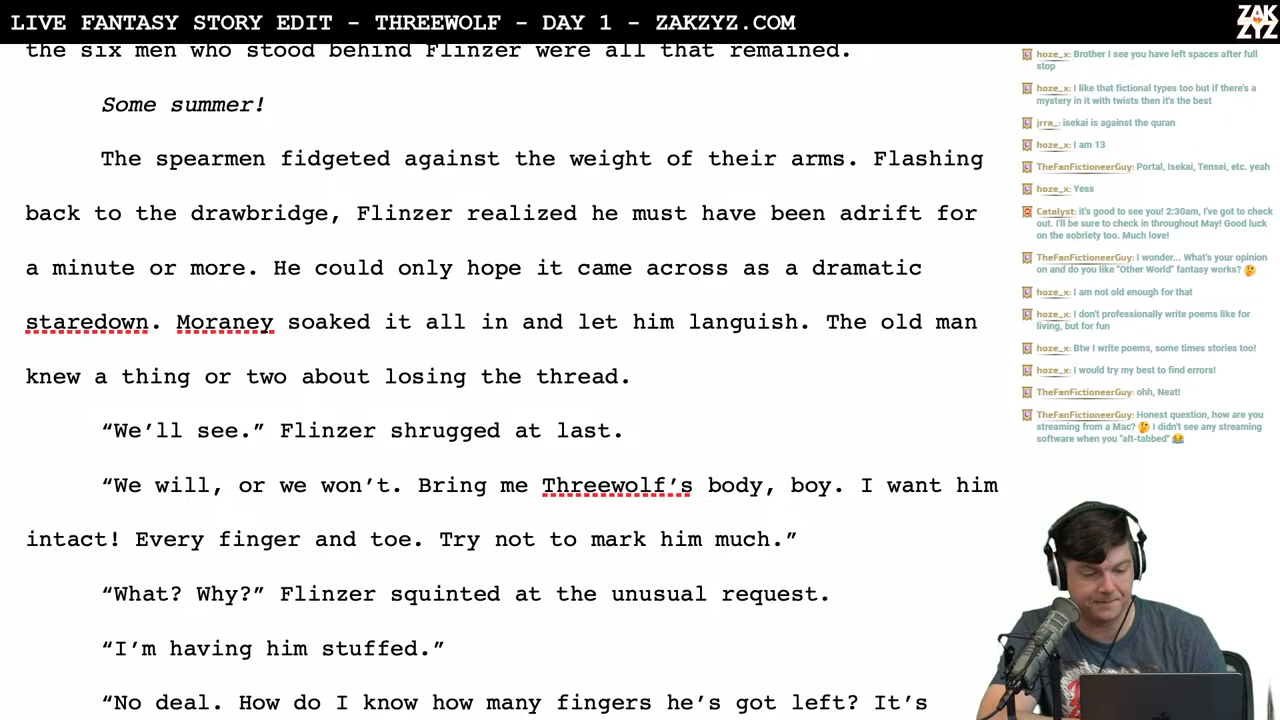 LIVE FANTASY STORY EDIT - THREEWOLF - DAY 1 - ZAKZYZ.COM
ZAK
ZYZ
the six men who stood behind Flinzer were all that remained.
Some summer!
The spearmen fidgeted against the weight of their arms. Flashing
back to the drawbridge, Flinzer realized he must have been adrift for
a minute or more. He could only hope it came across as a dramatic
staredown. Moraney soaked it all in and let him languish. The old man
knew a thing or two about losing the thread.
“We’ll see.” Flinzer shrugged at last.
“We will, or we won’t. Bring me Threewolf’s body, boy. I want him
intact! Every finger and toe. Try not to mark him much.”
“What? Why?” Flinzer squinted at the unusual request.
“I’m having him stuffed.”
“No deal. How do I know how many fingers he’s got left? It’s
hoze_x: Brother I see you have left spaces after full
stop
hoze_x: I like that fictional types too but if there's a
mystery in it with twists then it's the best
jrra_: isekai is against the quran
hoze_x: I am 13
TheFanFictioneerGuy: Portal, Isekai, Tensei, etc. yeah
hoze_x: Yess
Catalyst: it's good to see you! 2:30am, I've got to check
out. I'll be sure to check in throughout May! Good luck
on the sobriety too. Much love!
TheFanFictioneerGuy: I wonder... What's your opinion
on and do you like "Other World" fantasy works? 🤔
hoze_x: I am not old enough for that
hoze_x: I don't professionally write poems like for
living, but for fun
hoze_x: Btw I write poems, some times stories too!
hoze_x: I would try my best to find errors!
TheFanFictioneerGuy: ohh, Neat!
TheFanFictioneerGuy: Honest question, how are you
streaming from a Mac? 🤔 I didn't see any streaming
software when you "alt-tabbed" 😂